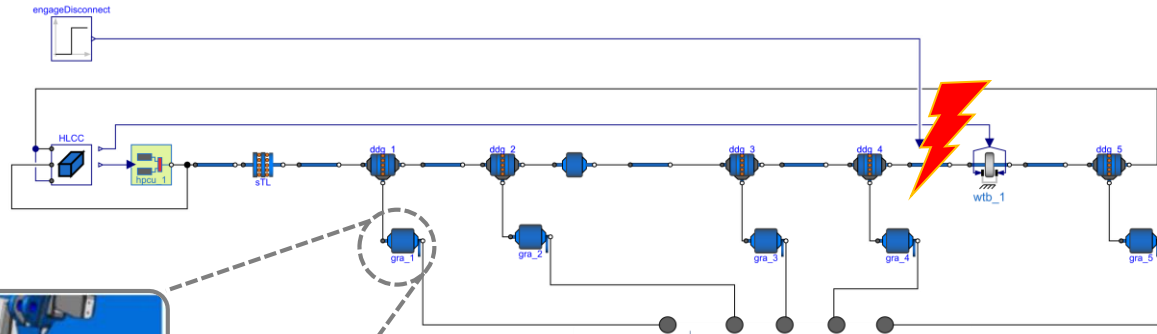 engageDisconnect
HLCC
hpcu_1
sTL
ddg_1
ddg_2
ddg_3
ddg_4
wtb_1
ddg_5
gra_1
gra_2
gra_3
gra_4
gra_5